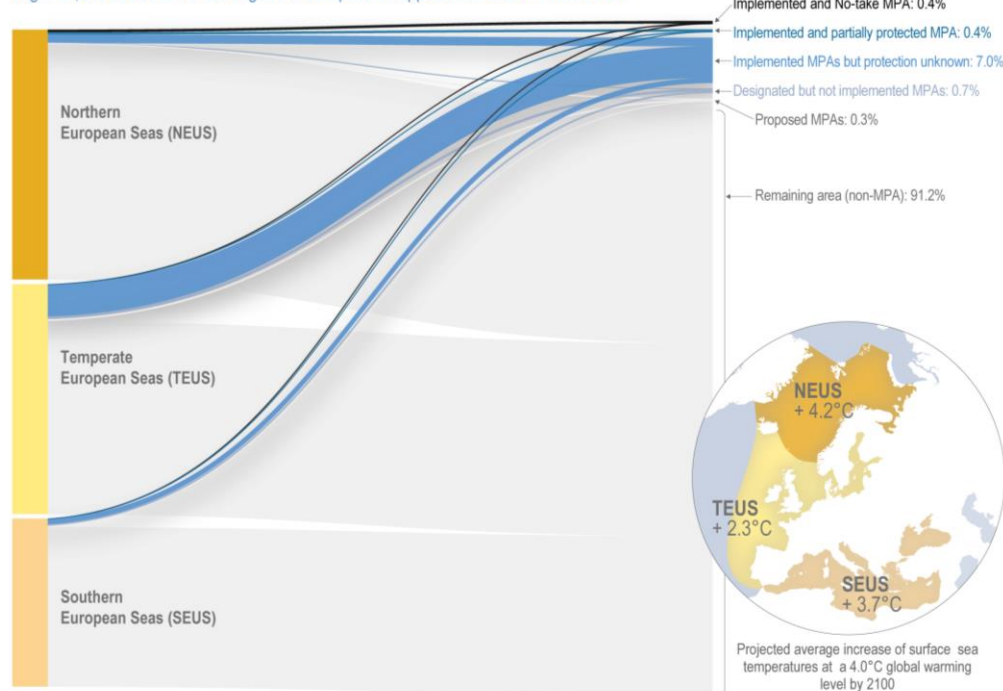 Implemented and No-take MPA: 0.4%
Implemented and partially protected MPA: 0.4%
Implemented MPAs but protection unknown: 7.0%
Designated but not implemented MPAs: 0.7%
Proposed MPAs: 0.3%
Remaining area (non-MPA): 91.2%
Northern
European Seas (NEUS)
Temperate
European Seas (TEUS)
Southern
European Seas (SEUS)
NEUS
+ 4.2°C
TEUS
+ 2.3°C
SEUS
+ 3.7°C
Projected average increase of surface sea
temperatures at a 4.0°C global warming
level by 2100